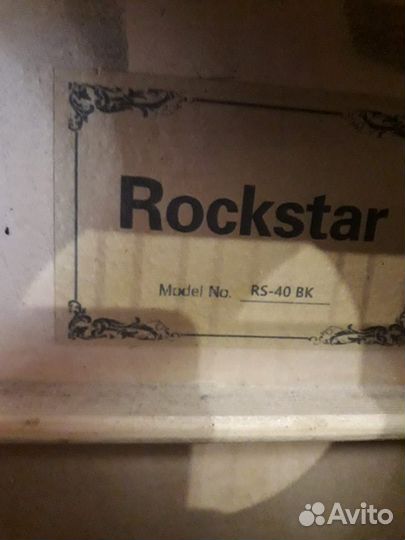 Rockstar
Model No. RS-40 BK
Avito